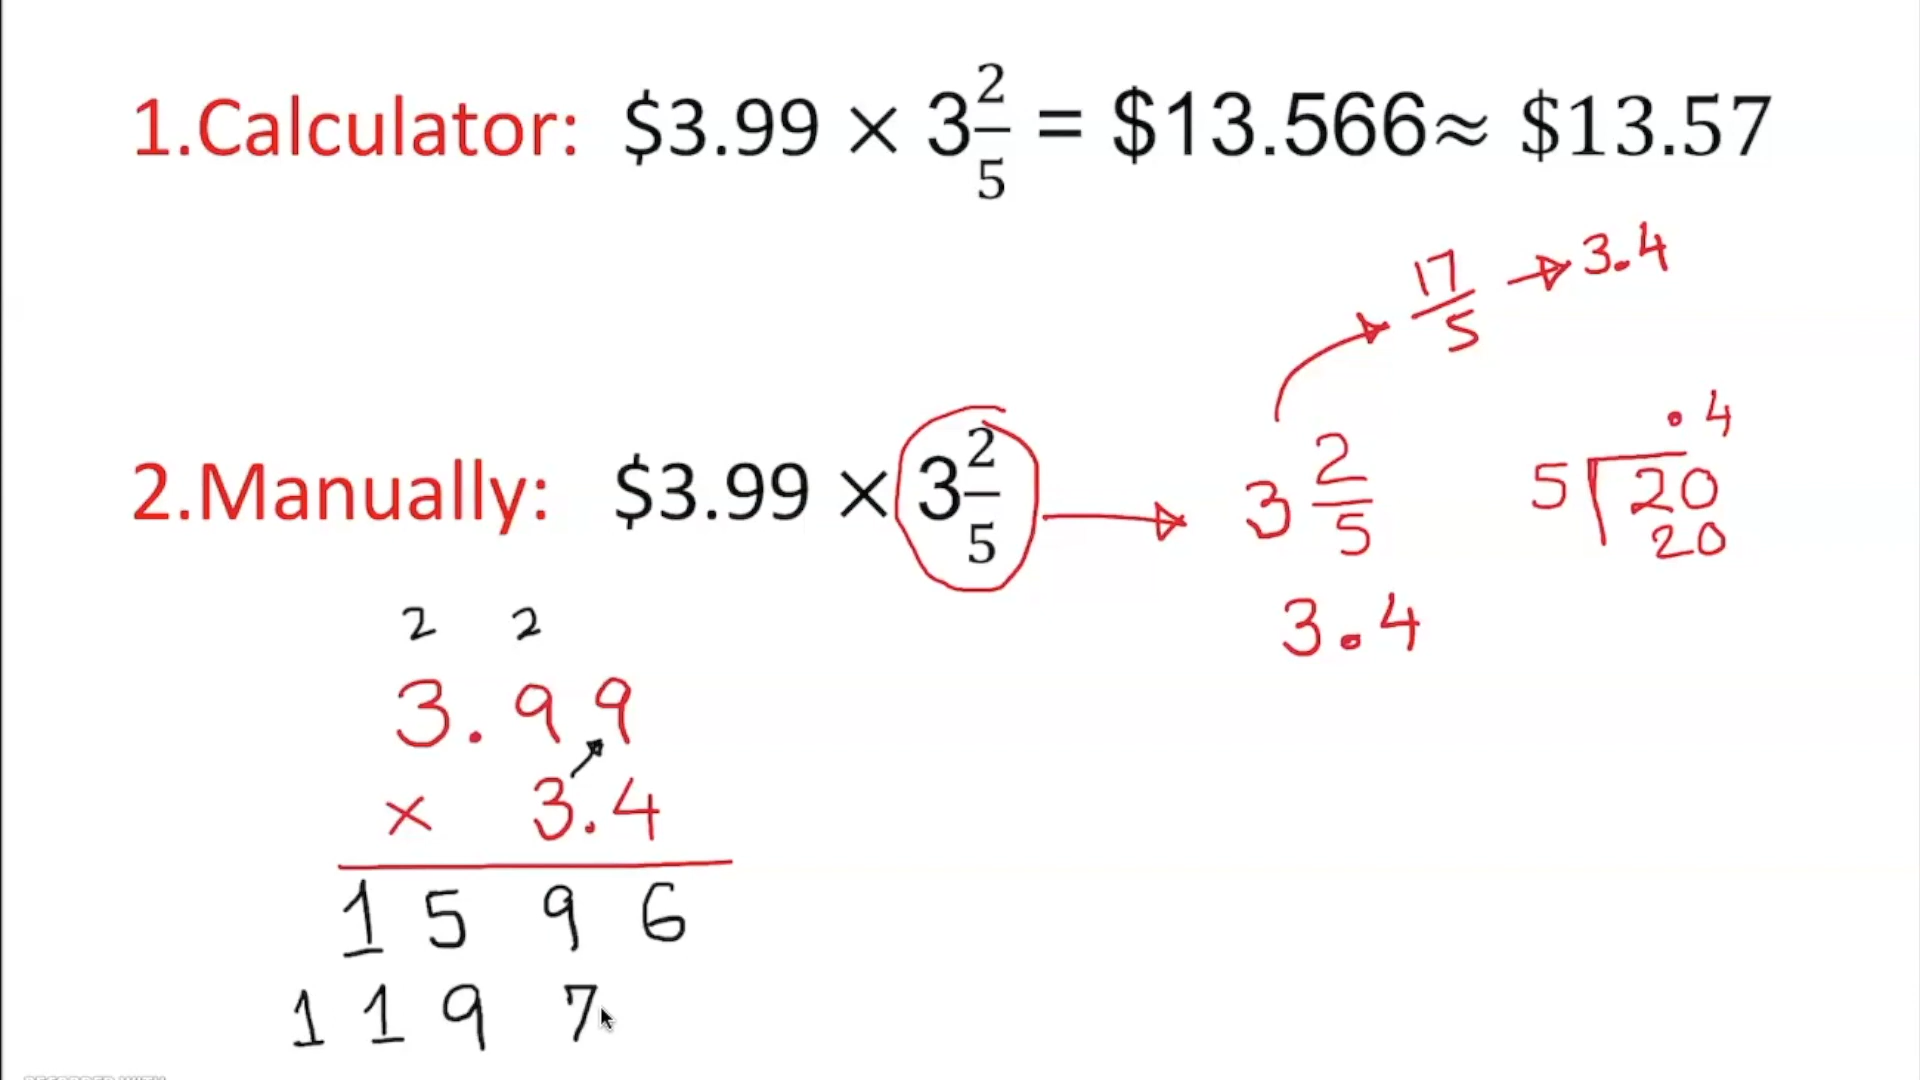 1.Calculator: $3.99 × 3 2/5 = $13.566≈ $13.57
17/5 → 3.4
2.Manually: $3.99 × 3 2/5 → 3 2/5
.4
5 20
20
3.4
2 2
3.99
× 3.4
1596
1197
RECORDED WITH